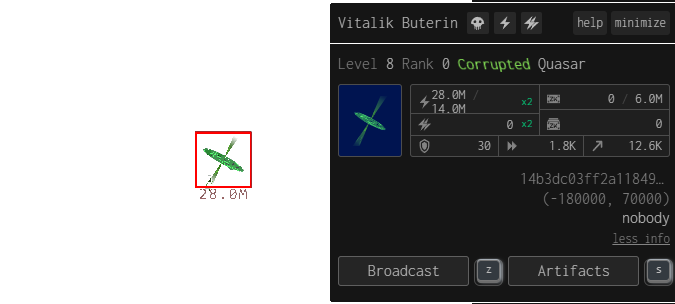 Vitalik Buterin help minimize
Level 8 Rank 0 Corrupted Quasar
28.0M /
14.0M
x2
0 / 6.0M
0 x2
0
30
1.8K
12.6K
14b3dc03ff2a11849…
(-180000, 70000)
nobody
less info
Broadcast z Artifacts s
28.0M